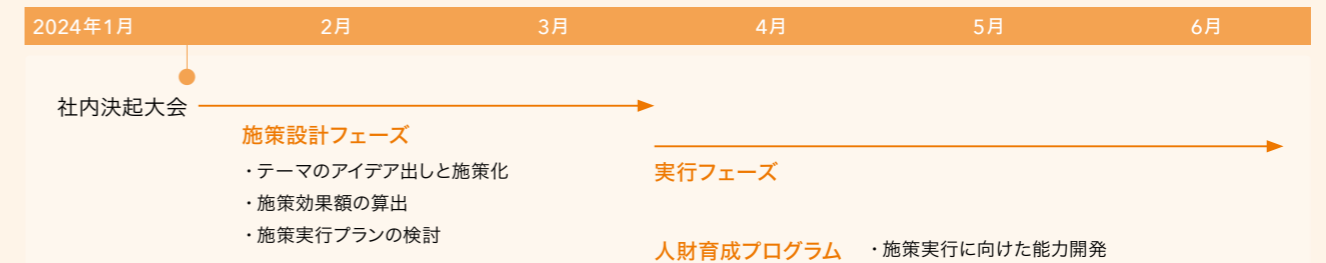 2024年1月 2月 3月 4月 5月 6月
社内決起大会
施策設計フェーズ
・テーマのアイデア出しと施策化
・施策効果額の算出
・施策実行プランの検討
実行フェーズ
人財育成プログラム ・施策実行に向けた能力開発